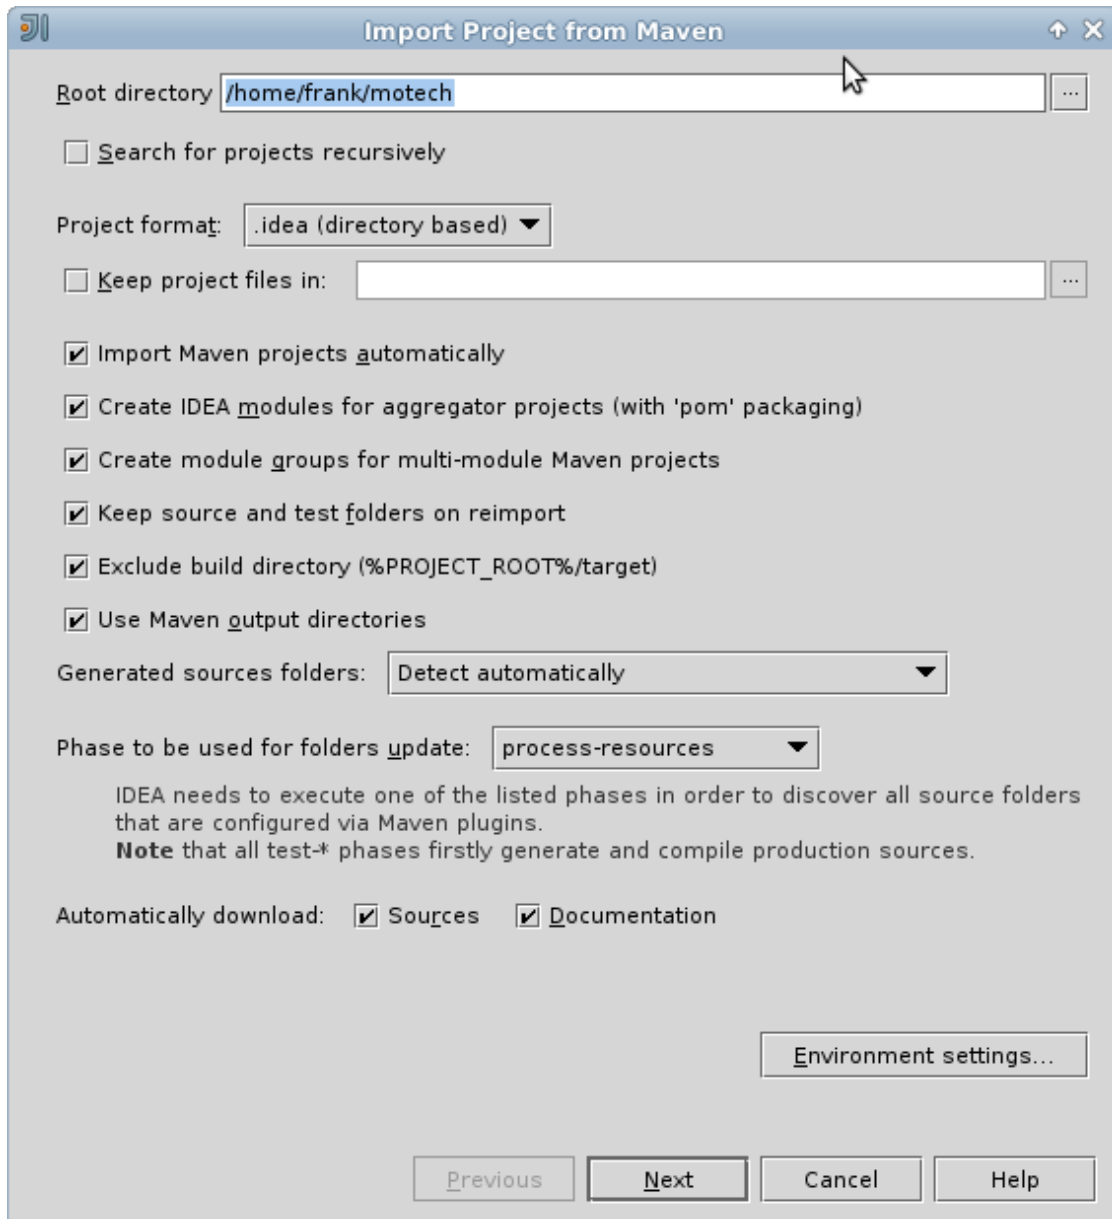 Import Project from Maven
Root directory /home/frank/motech ...
Search for projects recursively
Project format: .idea (directory based)
Keep project files in: ...
Import Maven projects automatically
Create IDEA modules for aggregator projects (with 'pom' packaging)
Create module groups for multi-module Maven projects
Keep source and test folders on reimport
Exclude build directory (%PROJECT_ROOT%/target)
Use Maven output directories
Generated sources folders: Detect automatically
Phase to be used for folders update: process-resources
IDEA needs to execute one of the listed phases in order to discover all source folders
that are configured via Maven plugins.
Note that all test-* phases firstly generate and compile production sources.
Automatically download: Sources Documentation
Environment settings...
Previous Next Cancel Help